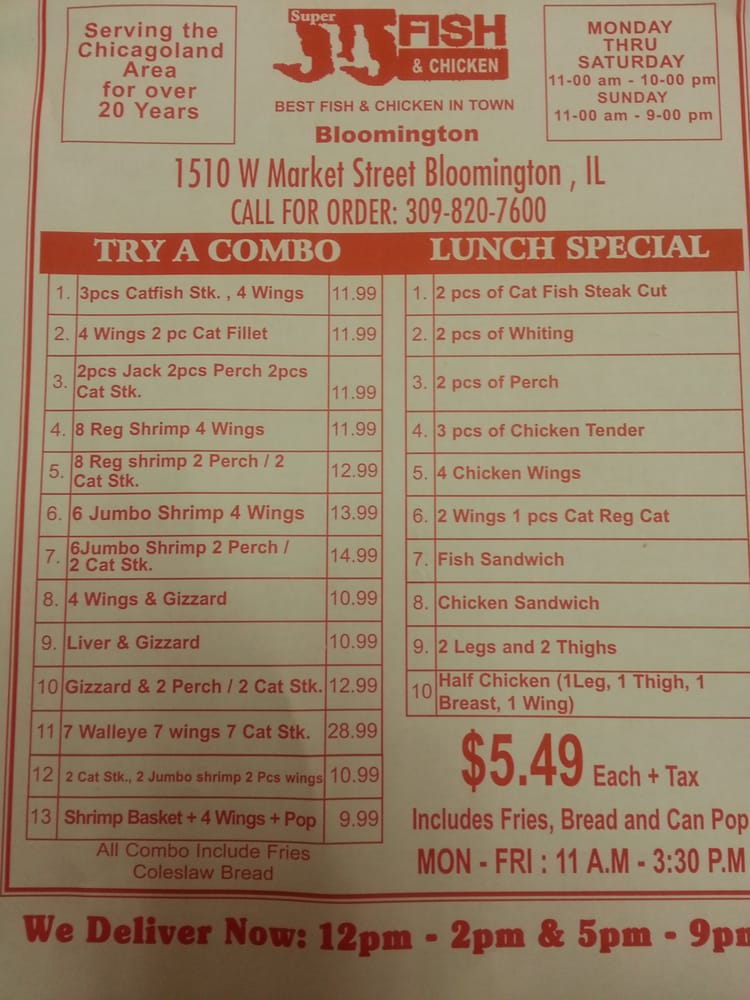 Serving the
Chicagoland
Area
for over
20 Years
Super
JJ FISH
& CHICKEN
BEST FISH & CHICKEN IN TOWN
Bloomington
MONDAY
THRU
SATURDAY
11-00 am - 10-00 pm
SUNDAY
11-00 am - 9-00 pm
1510 W Market Street Bloomington , IL
CALL FOR ORDER: 309-820-7600
TRY A COMBO
1. 3pcs Catfish Stk. , 4 Wings 11.99
2. 4 Wings 2 pc Cat Fillet 11.99
3. 2pcs Jack 2pcs Perch 2pcs
Cat Stk. 11.99
4. 8 Reg Shrimp 4 Wings 11.99
5. 8 Reg shrimp 2 Perch / 2
Cat Stk. 12.99
6. 6 Jumbo Shrimp 4 Wings 13.99
7. 6Jumbo Shrimp 2 Perch /
2 Cat Stk. 14.99
8. 4 Wings & Gizzard 10.99
9. Liver & Gizzard 10.99
10 Gizzard & 2 Perch / 2 Cat Stk. 12.99
11 7 Walleye 7 wings 7 Cat Stk. 28.99
12 2 Cat Stk., 2 Jumbo shrimp 2 Pcs wings 10.99
13 Shrimp Basket + 4 Wings + Pop 9.99
All Combo Include Fries
Coleslaw Bread
LUNCH SPECIAL
1. 2 pcs of Cat Fish Steak Cut
2. 2 pcs of Whiting
3. 2 pcs of Perch
4. 3 pcs of Chicken Tender
5. 4 Chicken Wings
6. 2 Wings 1 pcs Cat Reg Cat
7. Fish Sandwich
8. Chicken Sandwich
9. 2 Legs and 2 Thighs
10 Half Chicken (1Leg, 1 Thigh, 1
Breast, 1 Wing)
$5.49 Each + Tax
Includes Fries, Bread and Can Pop
MON - FRI : 11 A.M - 3:30 P.M
We Deliver Now: 12pm - 2pm & 5pm - 9pm